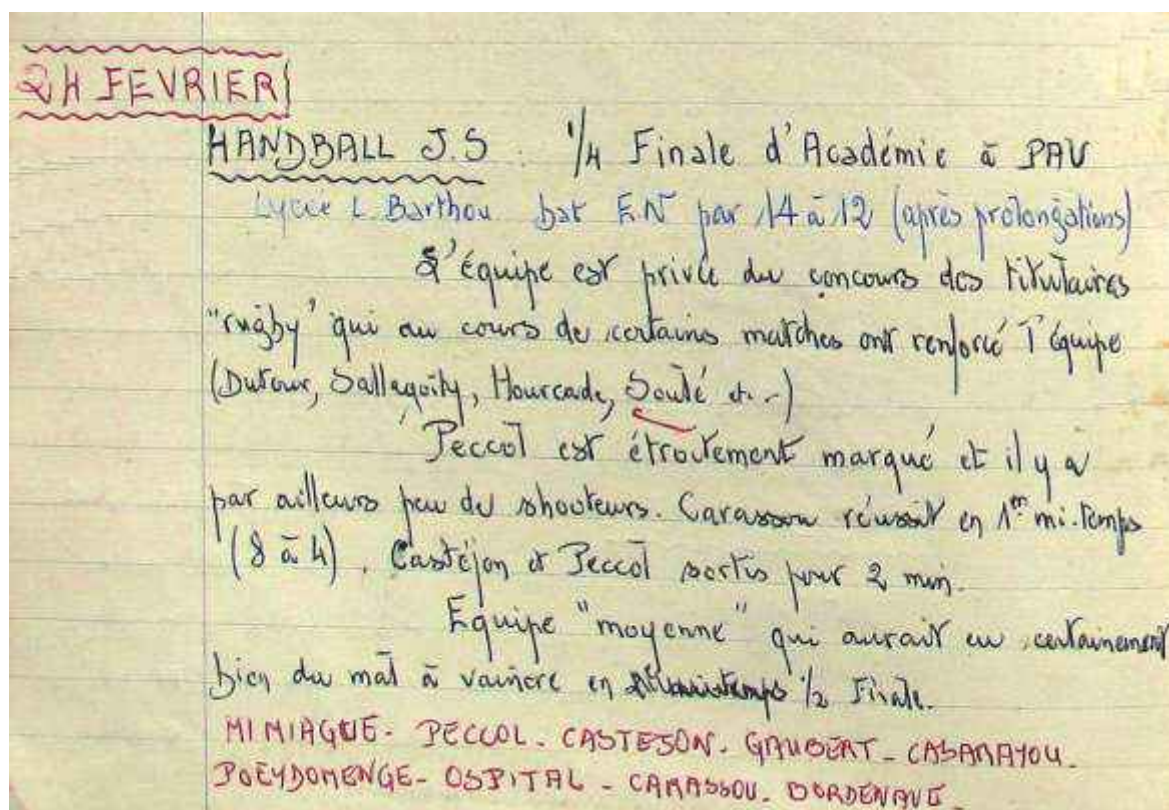 24 FEVRIER
HANDBALL J.S : 1/4 Finale d'Académie à PAU
Lycée L. Barthou bat E.N par 14 à 12 (après prolongations)
L'équipe est privée du concours des titulaires
"rugby" qui au cours de certains matches ont renforcé l'équipe
(Dufour, Sallagoity, Hourcade, Soulé etc..)
Peccol est étroitement marqué et il y a
par ailleurs peu de shooteurs. Carassou réussit en 1ère mi-temps
(8 à 4). Castéjon et Peccol sortis pour 2 min.
Equipe "moyenne" qui aurait eu certainement
bien du mal à vaincre en 1/2 Finale.
MIMIAGUE - PECCOL - CASTEJON - GAUBERT - CASAMAYOU -
POEYDOMENGE - OSPITAL - CARASSOU - BORDENAVE -